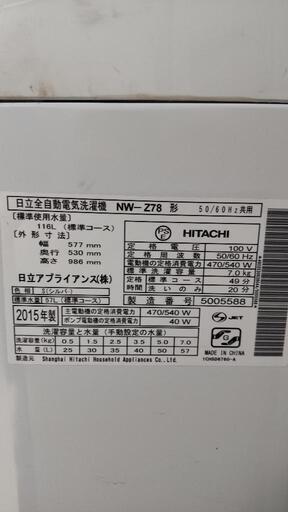 日立全自動電気洗濯機 NW-Z78 形 50/60Hz共用
[標準使用水量]
116L (標準コース)
[外形寸法]
幅 577 mm
奥行 530 mm
高さ 986 mm
日立アプライアンス(株)
色柄 S(シルバー)
標準水量 57L (標準コース)
PSE HITACHI
定格電圧 100 V
定格周波数 50/60 Hz
電動機の定格消費電力 470/540 W
標準洗濯容量 7.0 kg
定格標準コース 49 分
時間 洗いのみ 20 分
製造番号 5005588
2015年製
主電動機の定格消費電力 470/540 W
ポンプ電動機の定格消費電力 40 W
JET
洗濯容量と水量 (手動設定の水量)
洗濯容量(kg) 0.5 1.5 2.5 3.5 5.0 7.0
水量(L) 25 30 35 40 50 57
MADE IN CHINA
製造元 Shanghai Hitachi Household Appliances Co.,Ltd.